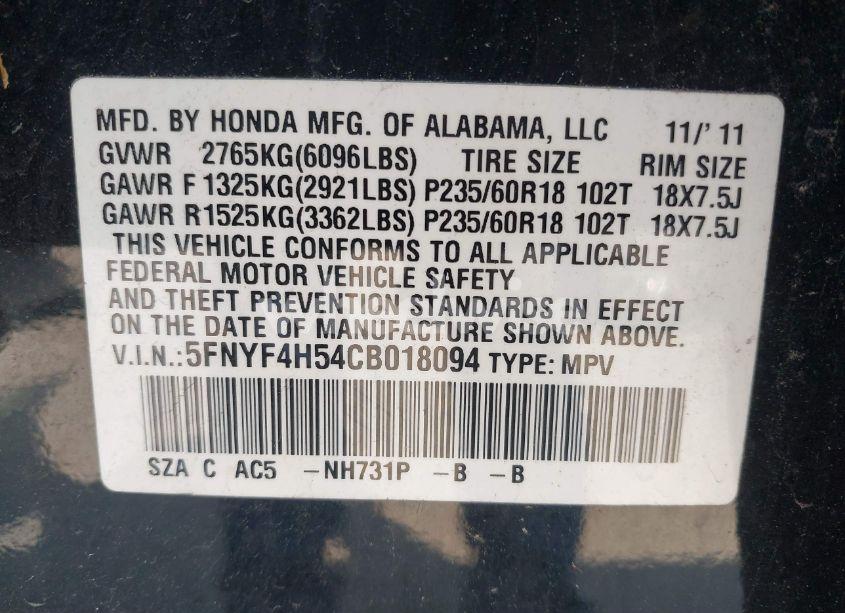 MFD. BY HONDA MFG. OF ALABAMA, LLC 11/' 11
GVWR 2765KG(6096LBS) TIRE SIZE RIM SIZE
GAWR F 1325KG(2921LBS) P235/60R18 102T 18X7.5J
GAWR R1525KG(3362LBS) P235/60R18 102T 18X7.5J
THIS VEHICLE CONFORMS TO ALL APPLICABLE
FEDERAL MOTOR VEHICLE SAFETY
AND THEFT PREVENTION STANDARDS IN EFFECT
ON THE DATE OF MANUFACTURE SHOWN ABOVE.
V.I.N.:5FNYF4H54CB018094 TYPE: MPV
SZA C AC5 -NH731P -B -B